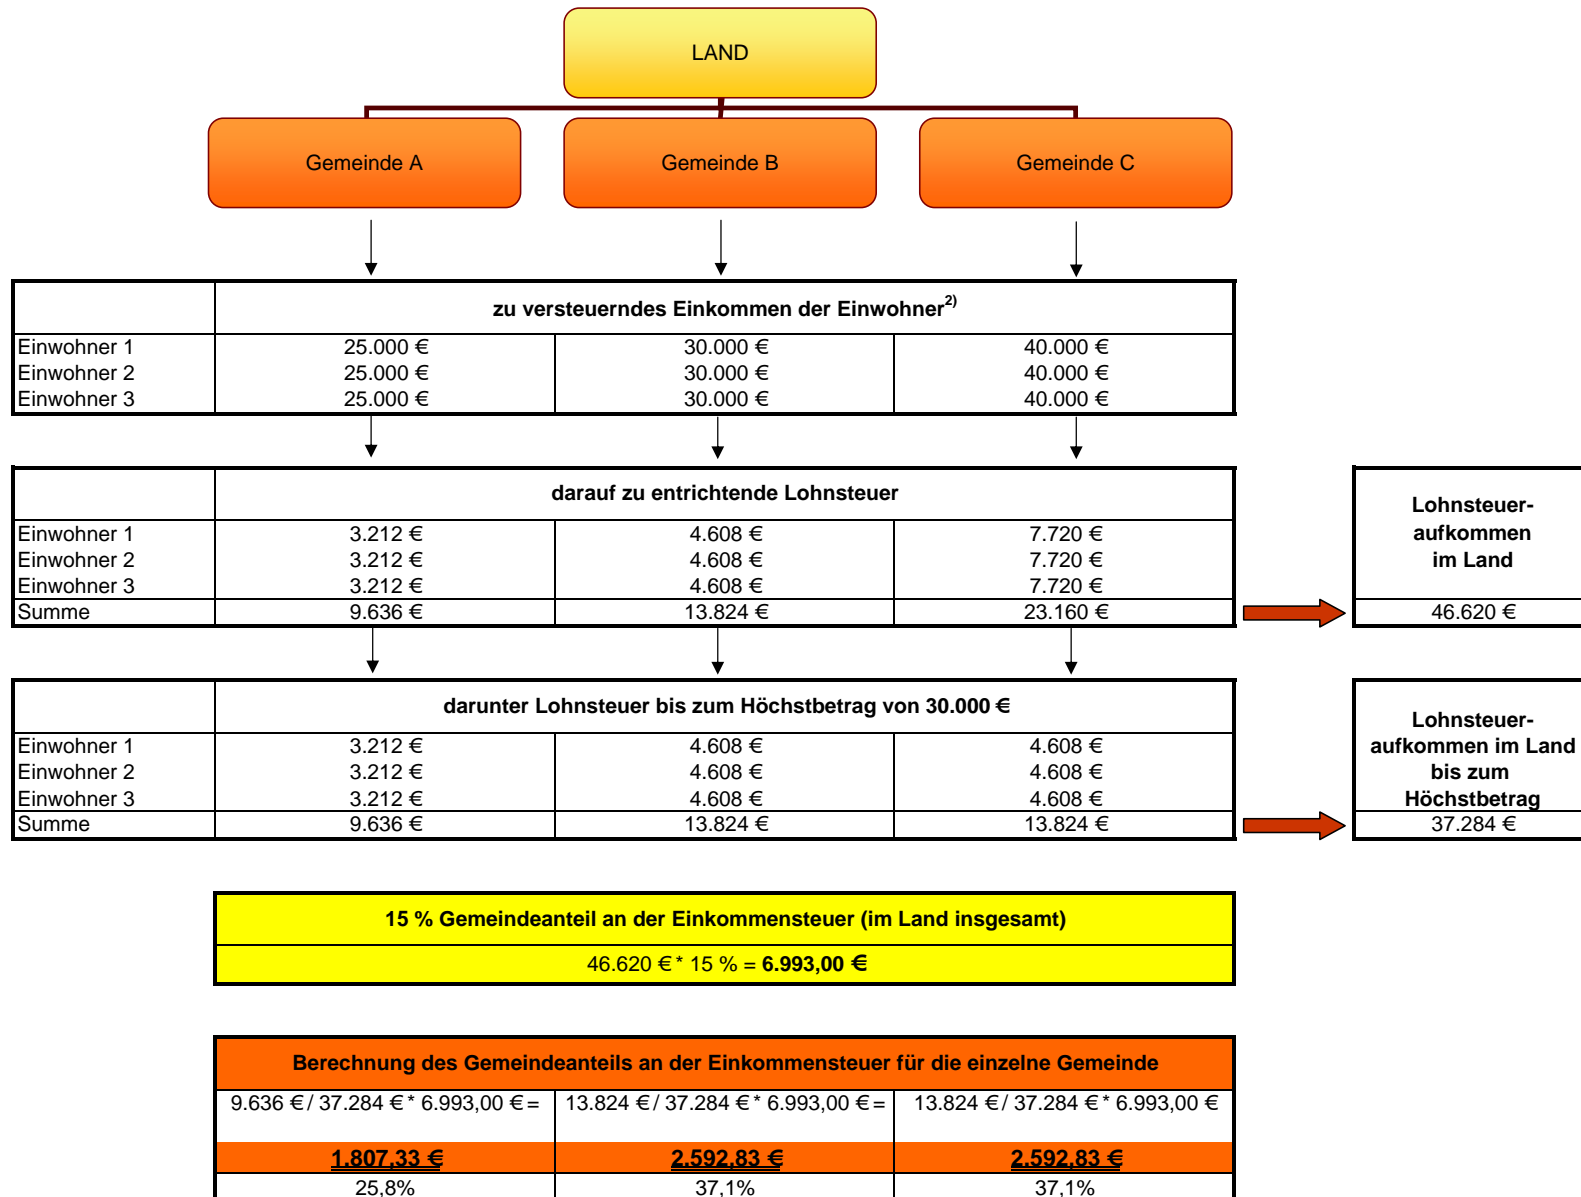 LAND
Gemeinde A Gemeinde B Gemeinde C
zu versteuerndes Einkommen der Einwohner2)
Einwohner 1 25.000 € 30.000 € 40.000 €
Einwohner 2 25.000 € 30.000 € 40.000 €
Einwohner 3 25.000 € 30.000 € 40.000 €
darauf zu entrichtende Lohnsteuer
Einwohner 1 3.212 € 4.608 € 7.720 €
Einwohner 2 3.212 € 4.608 € 7.720 €
Einwohner 3 3.212 € 4.608 € 7.720 €
Summe 9.636 € 13.824 € 23.160 €
Lohnsteuer-
aufkommen
im Land
46.620 €
darunter Lohnsteuer bis zum Höchstbetrag von 30.000 €
Einwohner 1 3.212 € 4.608 € 4.608 €
Einwohner 2 3.212 € 4.608 € 4.608 €
Einwohner 3 3.212 € 4.608 € 4.608 €
Summe 9.636 € 13.824 € 13.824 €
Lohnsteuer-
aufkommen im Land
bis zum
Höchstbetrag
37.284 €
15 % Gemeindeanteil an der Einkommensteuer (im Land insgesamt)
46.620 € * 15 % = 6.993,00 €
Berechnung des Gemeindeanteils an der Einkommensteuer für die einzelne Gemeinde
9.636 € / 37.284 € * 6.993,00 € = 13.824 € / 37.284 € * 6.993,00 € = 13.824 € / 37.284 € * 6.993,00 €
1.807,33 € 2.592,83 € 2.592,83 €
25,8% 37,1% 37,1%